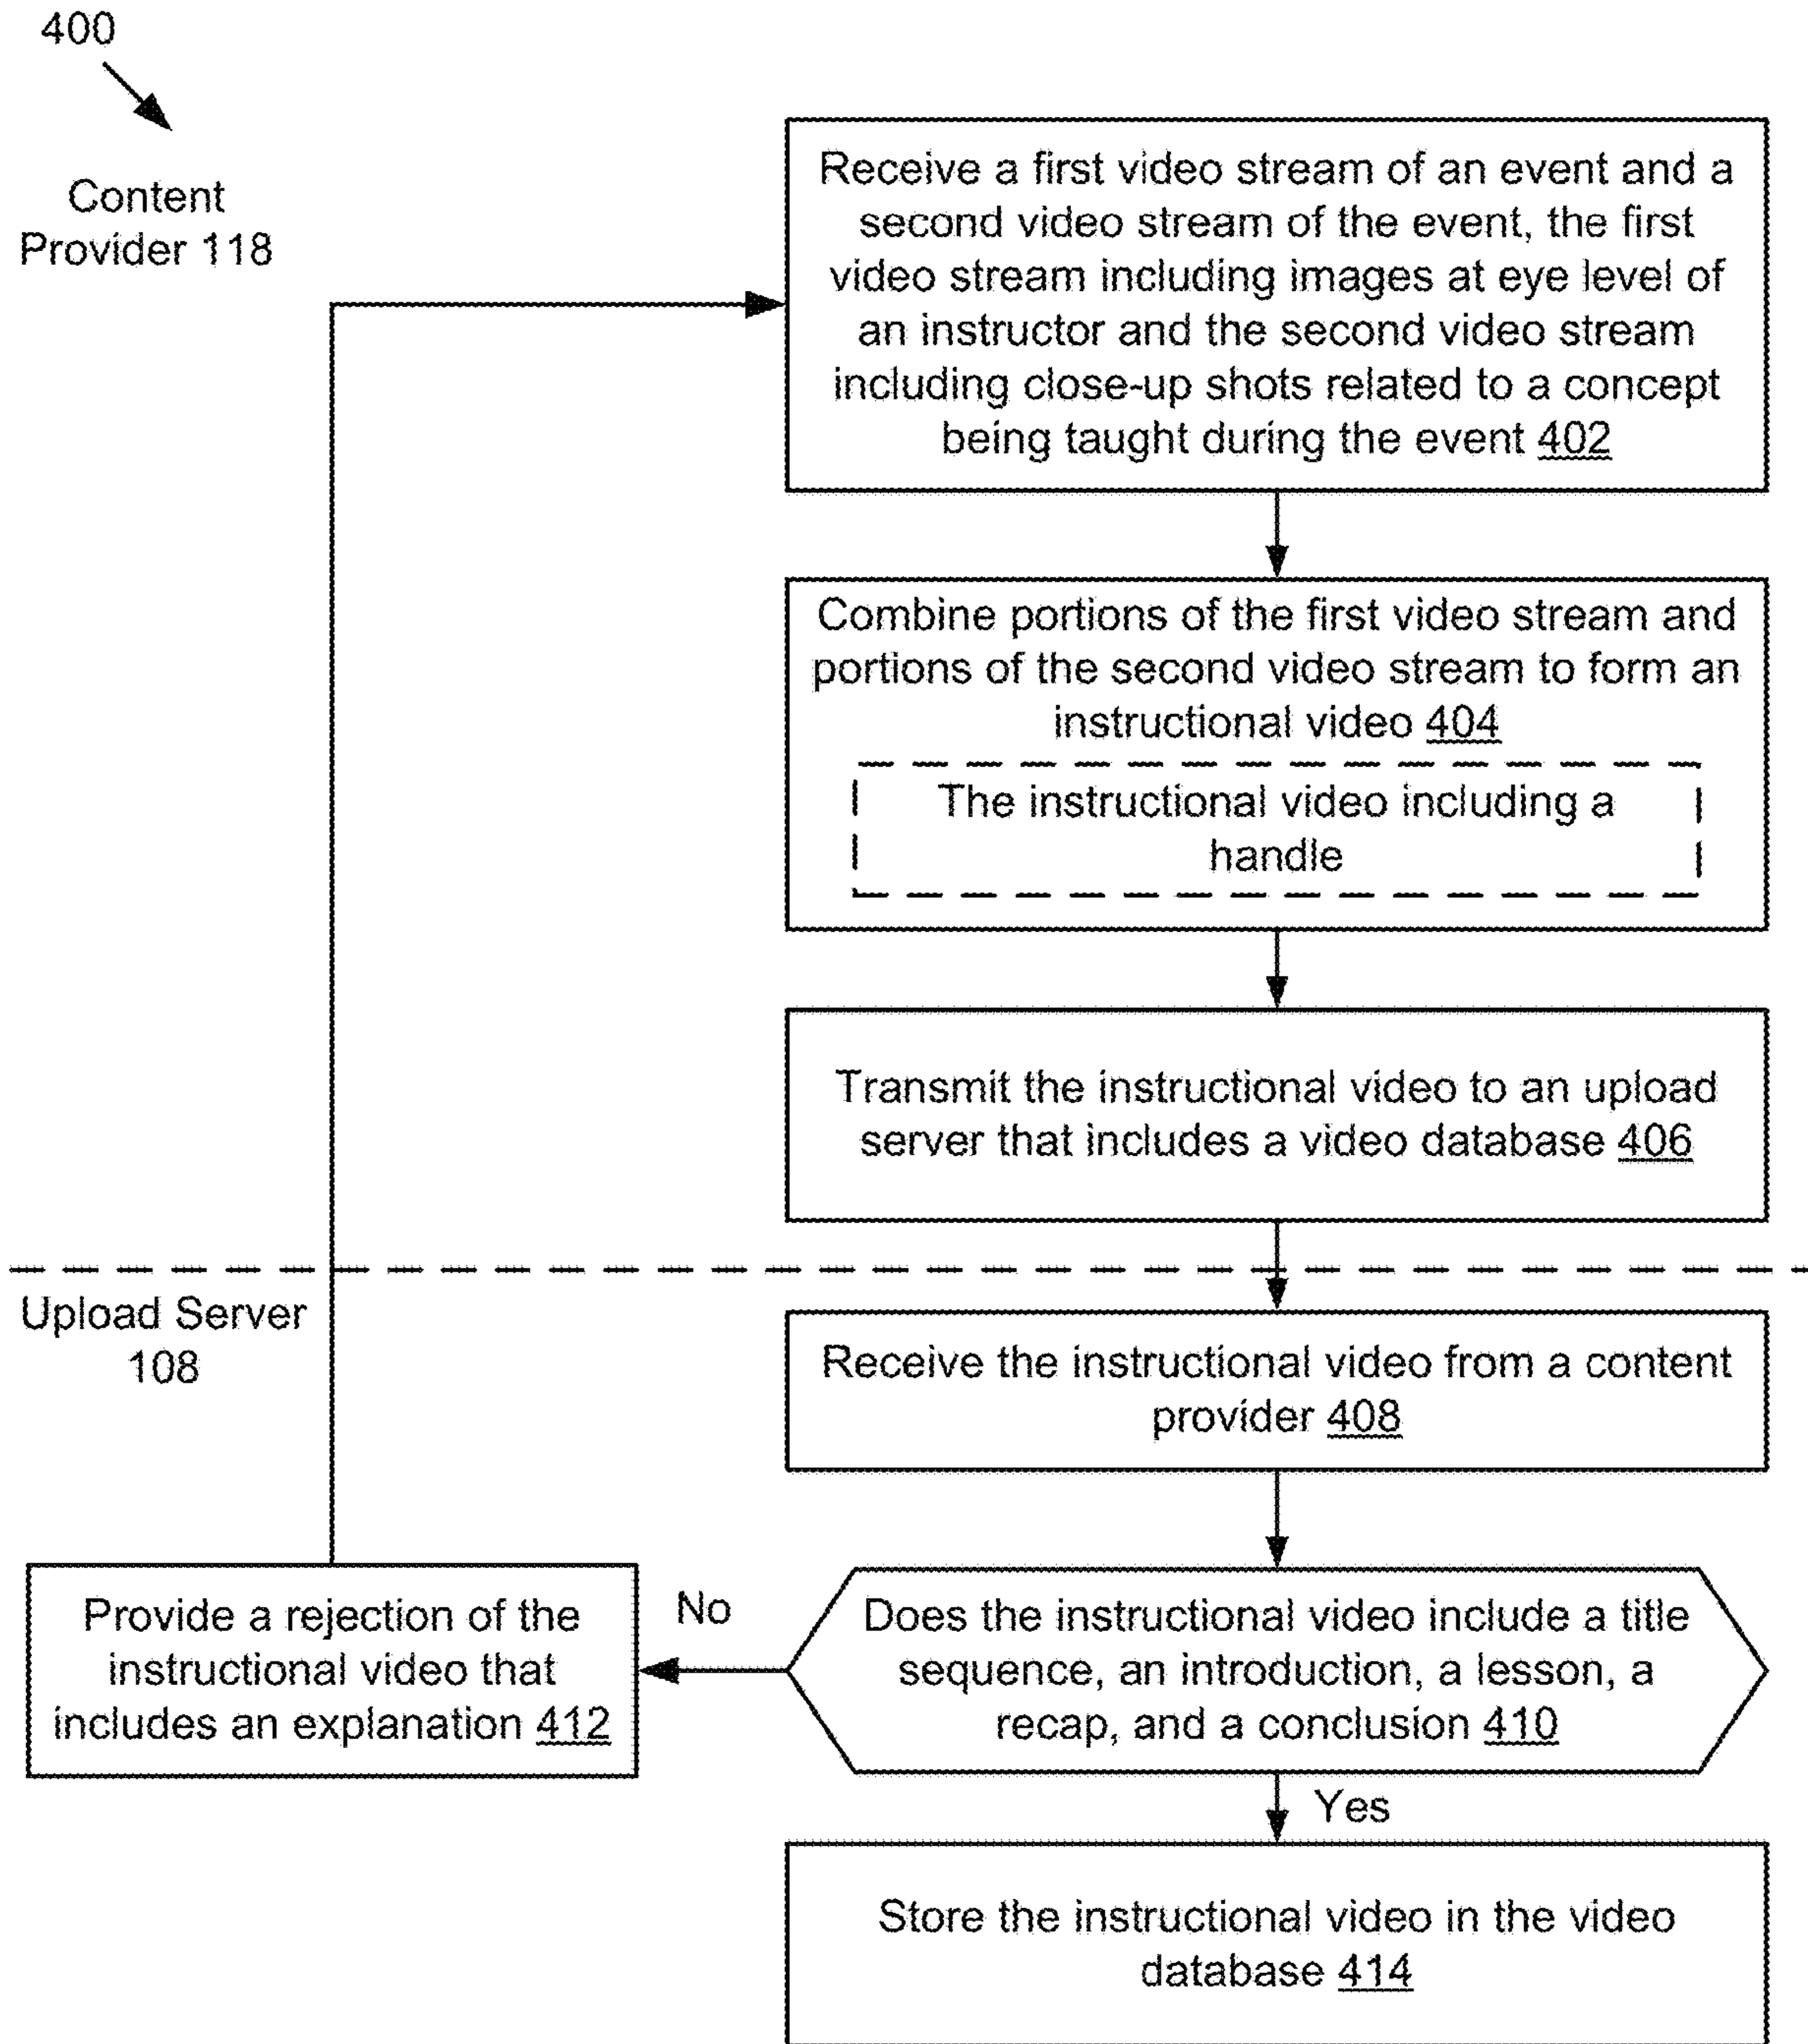 400
Content
Provider 118
Receive a first video stream of an event and a
second video stream of the event, the first
video stream including images at eye level of
an instructor and the second video stream
including close-up shots related to a concept
being taught during the event 402
Combine portions of the first video stream and
portions of the second video stream to form an
instructional video 404
The instructional video including a
handle
Transmit the instructional video to an upload
server that includes a video database 406
Upload Server
108
Receive the instructional video from a content
provider 408
Provide a rejection of the
instructional video that
includes an explanation 412
No
Does the instructional video include a title
sequence, an introduction, a lesson, a
recap, and a conclusion 410
Yes
Store the instructional video in the video
database 414